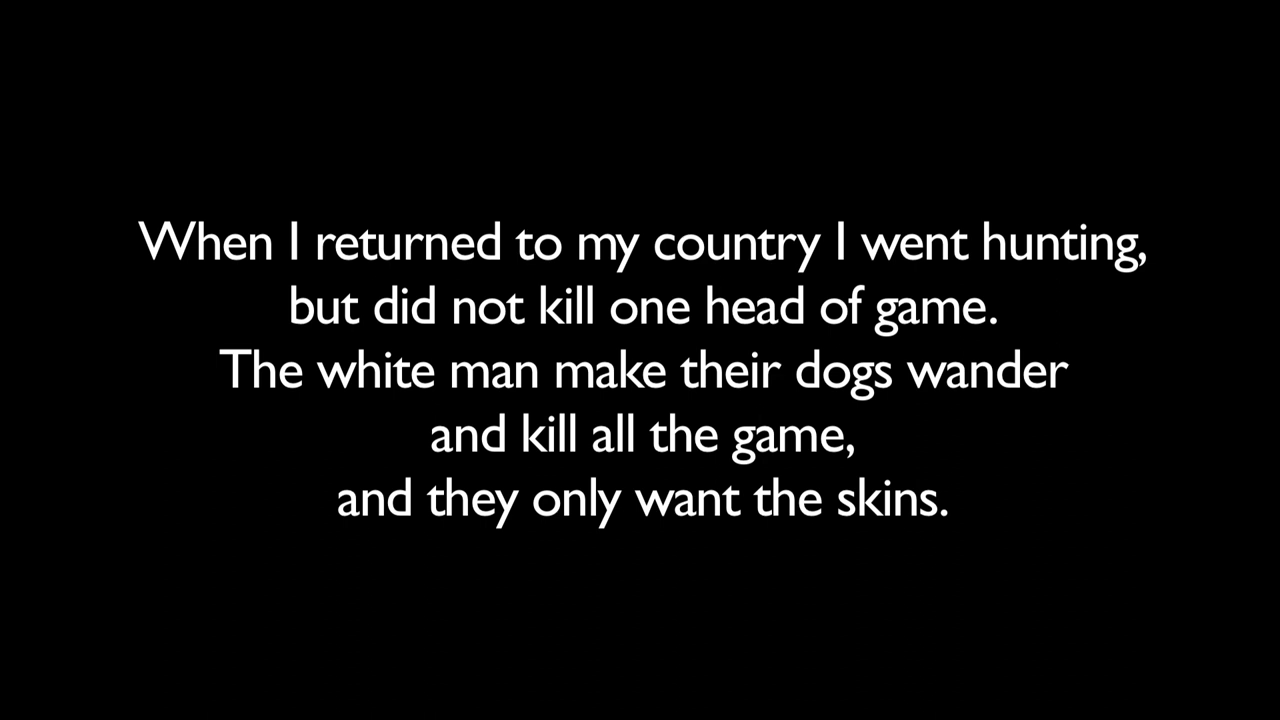 When I returned to my country I went hunting,
but did not kill one head of game.
The white man make their dogs wander
and kill all the game,
and they only want the skins.